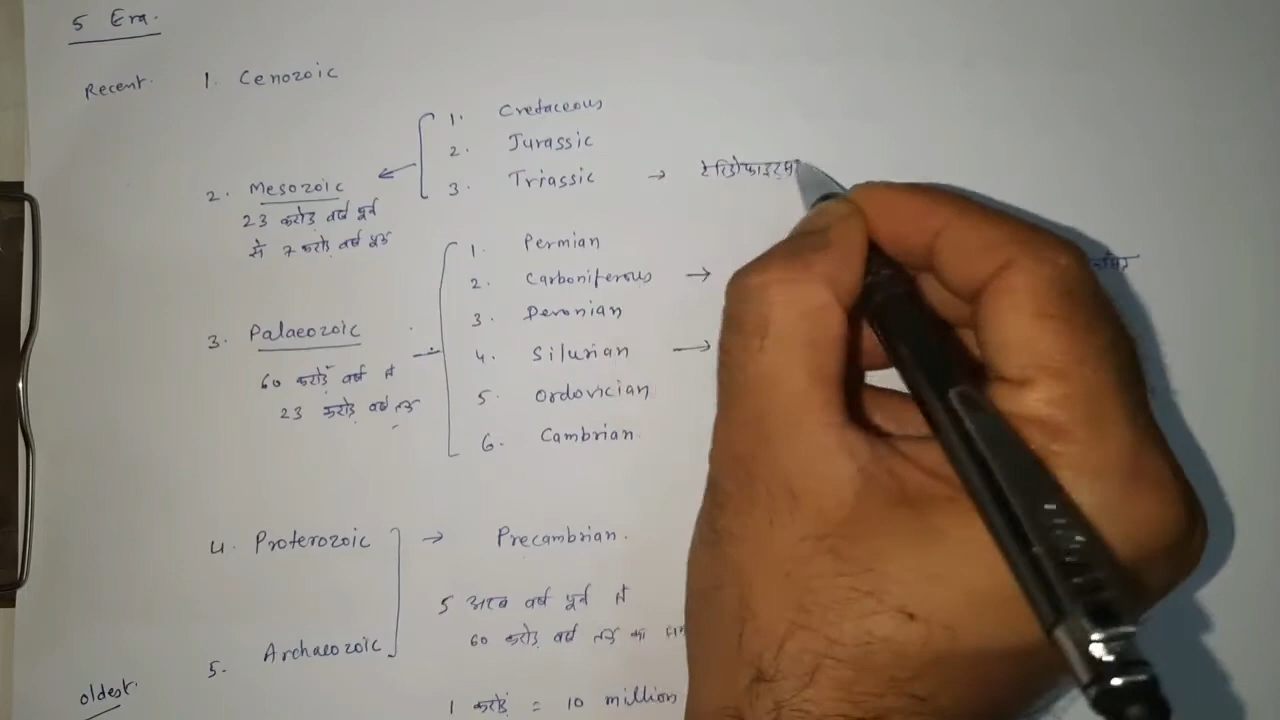 5 Era.
Recent. 1. Cenozoic
1. Cretaceous
2. Jurassic
3. Triassic → टेरिडोफाइट्स
2. Mesozoic
23 करोड़ वर्ष पूर्व
से 7 करोड़ वर्ष पूर्व
1. Permian
2. Carboniferous →
3. Devonian
4. Silurian →
5. Ordovician
6. Cambrian
3. Palaeozoic
60 करोड़ वर्ष से
23 करोड़ वर्ष तक
4. Proterozoic → Precambrian.
5 अरब वर्ष पूर्व से
60 करोड़ वर्ष तक का
5. Archaeozoic
oldest.
1 करोड़ = 10 million